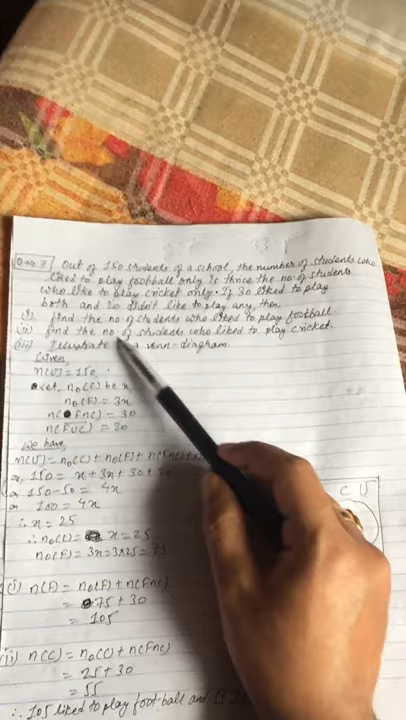 Q.No. 7 Out of 150 students of a school, the number of students who
liked to play football only is thrice the no. of students
who like to play cricket only. If 30 liked to play
both and 20 didn't like to play any then
(i) find the no. of students who liked to play football.
(ii) find the no. of students who liked to play cricket.
(iii) Illustrate venn-diagram.
Given,
n(U) = 150
Let, no(C) be x
no(F) = 3x
n(FnC) = 30
n(FUC) = 20
We have,
n(U) = no(C) + no(F) + n(FnC) +
or, 150 = x + 3x + 30 + 20
or 150 - 50 = 4x
or 100 = 4x
∴ x = 25
∴ no(C) = x = 25
no(F) = 3x = 3x25 = 75
C U
(i) n(F) = no(F) + n(FnC)
= 75 + 30
= 105
(ii) n(C) = no(C) + n(FnC)
= 25 + 30
= 55
∴ 105 liked to play foot ball and